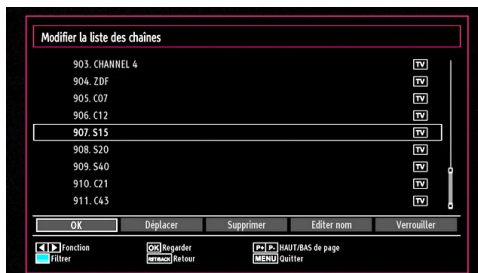 Modifier la liste des chaînes
903. CHANNEL 4 TV
904. ZDF TV
905. C07 TV
906. C12 TV
907. S15 TV
908. S20 TV
909. S40 TV
910. C21 TV
911. C43 TV
OK Déplacer Supprimer Editer nom Verrouiller
Fonction OK Regarder P+ P- HAUT/BAS de page
Filtrer RET/BACK Retour MENU Quitter